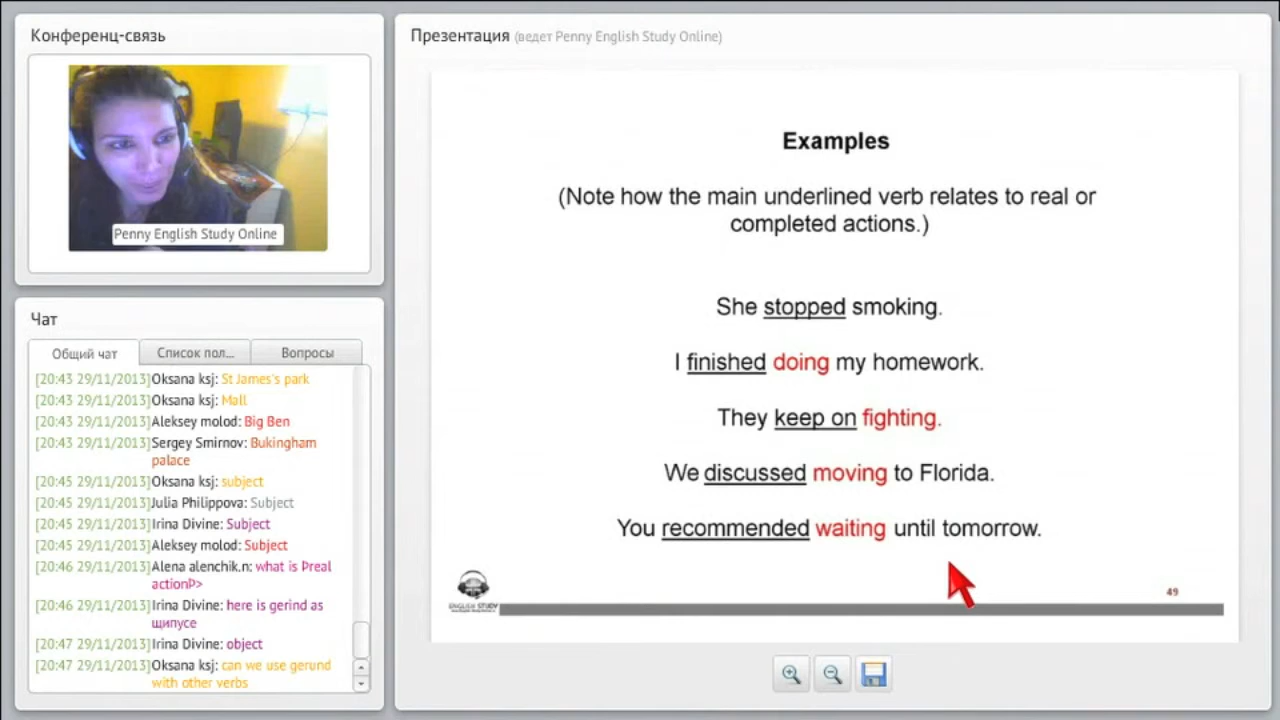 Конференц-связь
Penny English Study Online
Чат
Общий чат
Список пол...
Вопросы
[20:43 29/11/2013]Oksana ksj: St James's park
[20:43 29/11/2013]Oksana ksj: Mall
[20:43 29/11/2013]Aleksey molod: Big Ben
[20:43 29/11/2013]Sergey Smirnov: Bukingham
palace
[20:45 29/11/2013]Oksana ksj: subject
[20:45 29/11/2013]Julia Philippova: Subject
[20:45 29/11/2013]Irina Divine: Subject
[20:45 29/11/2013]Aleksey molod: Subject
[20:46 29/11/2013]Alena alenchik.n: what is Þreal
actionÞ>
[20:46 29/11/2013]Irina Divine: here is gerind as
щипусе
[20:47 29/11/2013]Irina Divine: object
[20:47 29/11/2013]Oksana ksj: can we use gerund
with other verbs
Презентация (ведет Penny English Study Online)
Examples
(Note how the main underlined verb relates to real or
completed actions.)
She stopped smoking.
I finished doing my homework.
They keep on fighting.
We discussed moving to Florida.
You recommended waiting until tomorrow.
ENGLISH STUDY
49